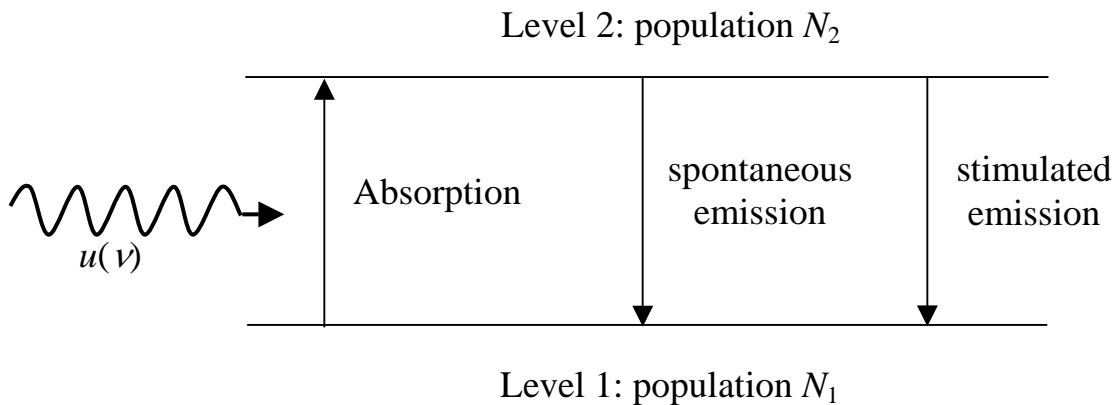 Level 2: population N₂
Absorption
spontaneous
emission
stimulated
emission
u(ν)
Level 1: population N₁